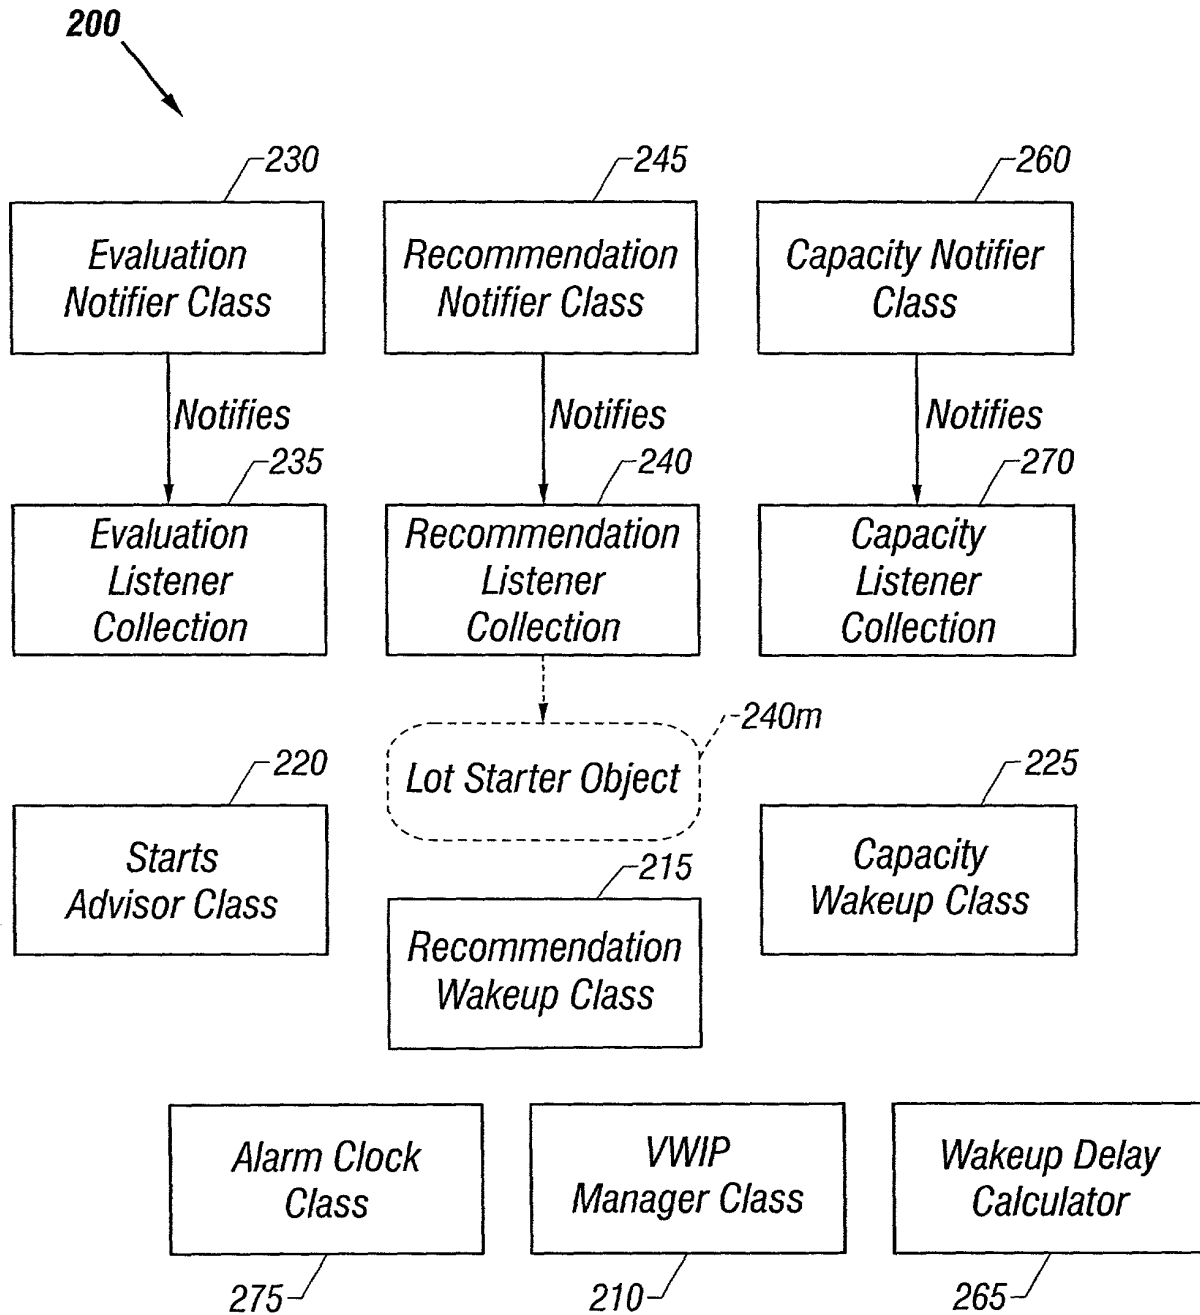 200
230
245
260
Evaluation
Notifier Class
Recommendation
Notifier Class
Capacity Notifier
Class
Notifies
Notifies
Notifies
235
240
270
Evaluation
Listener
Collection
Recommendation
Listener
Collection
Capacity
Listener
Collection
240m
Lot Starter Object
220
225
Starts
Advisor Class
Capacity
Wakeup Class
215
Recommendation
Wakeup Class
Alarm Clock
Class
VWIP
Manager Class
Wakeup Delay
Calculator
275
210
265